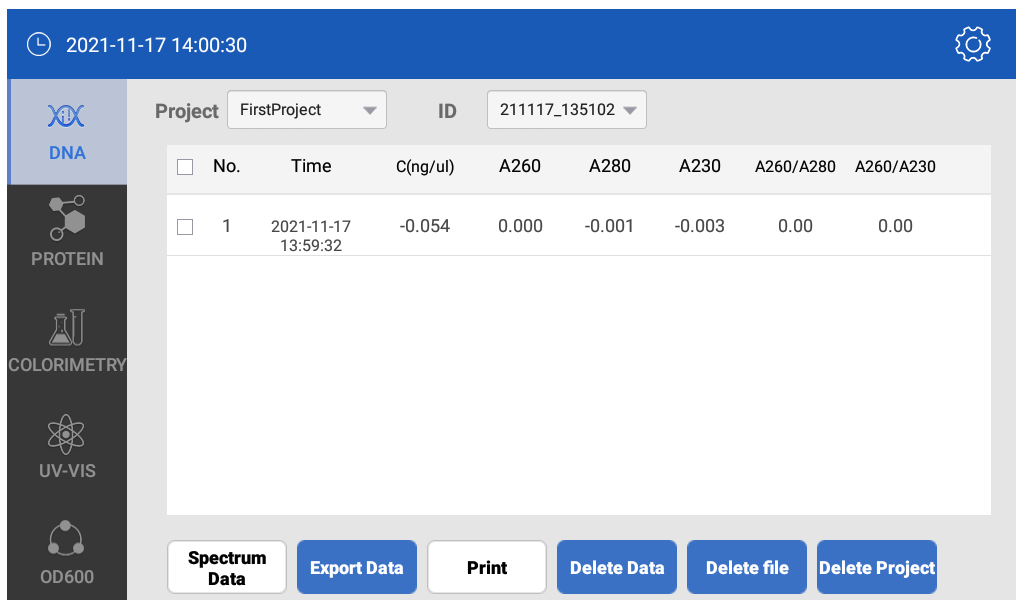 2021-11-17 14:00:30
DNA
PROTEIN
COLORIMETRY
UV-VIS
OD600
Project FirstProject ID 211117_135102
No. Time C(ng/ul) A260 A280 A230 A260/A280 A260/A230
1 2021-11-17 13:59:32 -0.054 0.000 -0.001 -0.003 0.00 0.00
Spectrum Data
Export Data
Print
Delete Data
Delete file
Delete Project